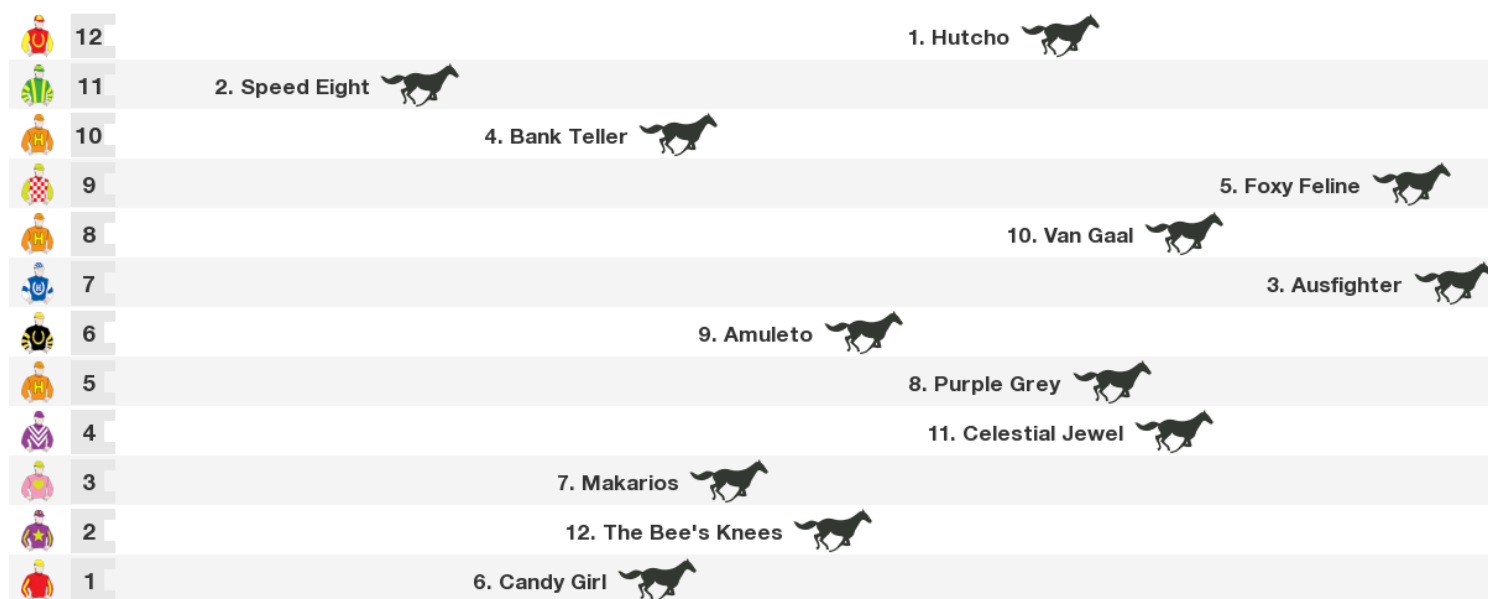 12 1. Hutcho
11 2. Speed Eight
10 4. Bank Teller
9 5. Foxy Feline
8 10. Van Gaal
7 3. Ausfighter
6 9. Amuleto
5 8. Purple Grey
4 11. Celestial Jewel
3 7. Makarios
2 12. The Bee's Knees
1 6. Candy Girl